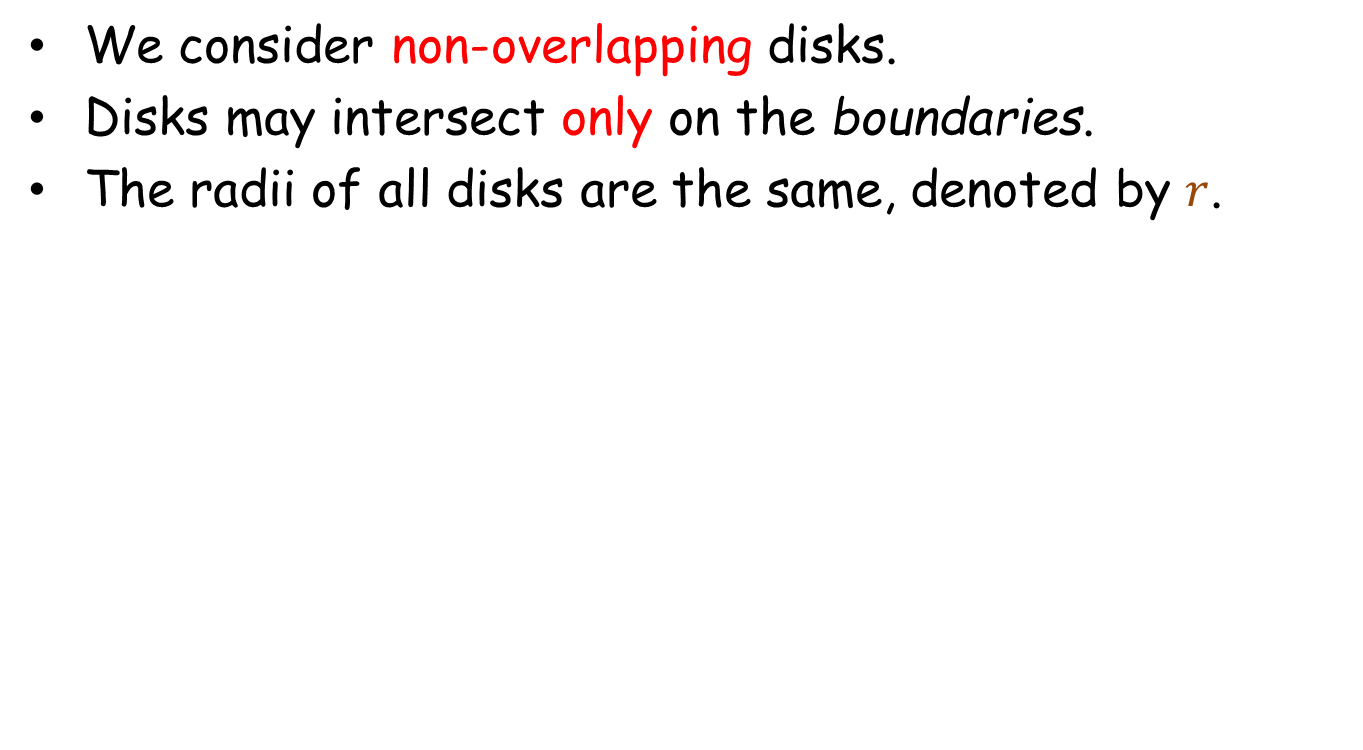 • We consider non-overlapping disks.
• Disks may intersect only on the boundaries.
• The radii of all disks are the same, denoted by r.